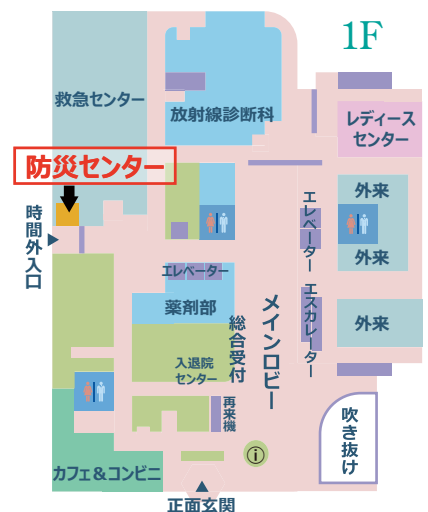 1F
救急センター
放射線診断科
レディース
センター
防災センター
外来
時間外入口
エレベーター
外来
エレベーター
薬剤部
メインロビー
エスカレーター
総合受付
外来
入退院
センター
再来機
吹き抜け
i
カフェ＆コンビニ
正面玄関